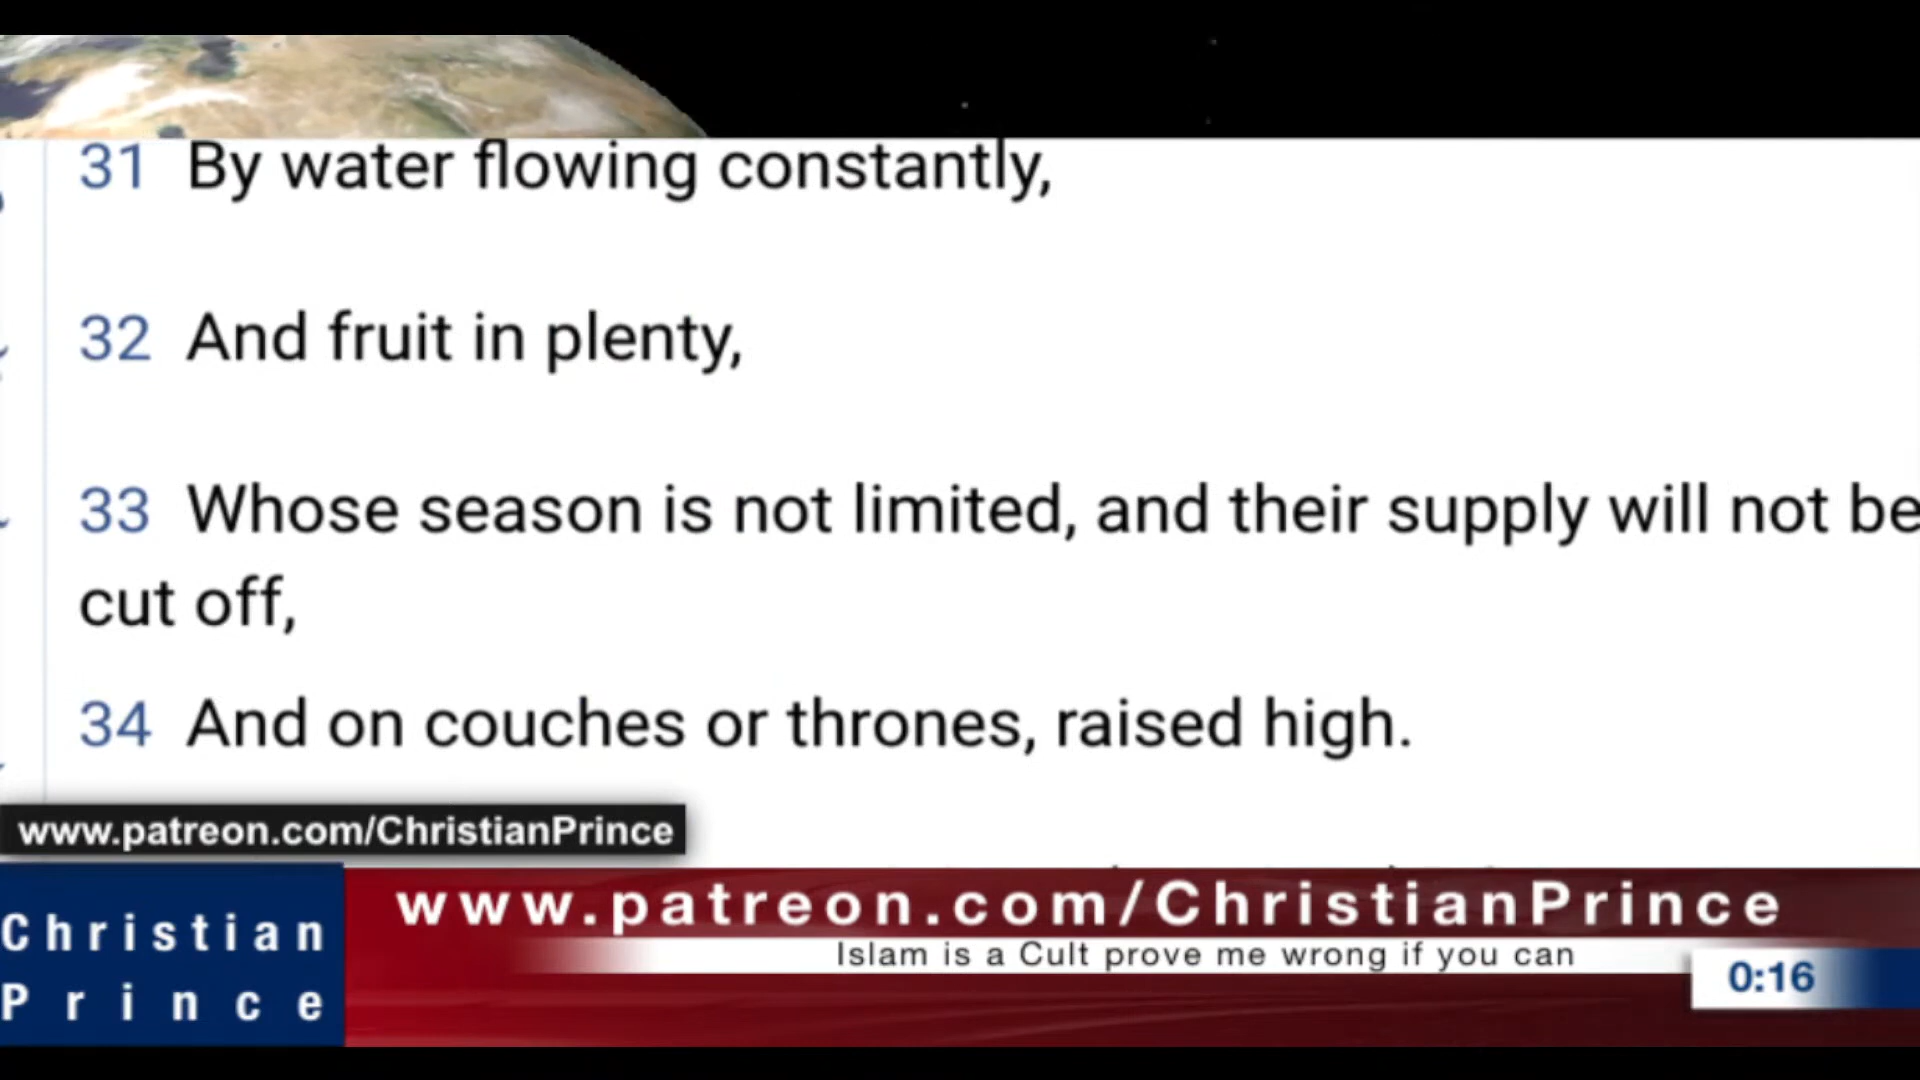 31 By water flowing constantly,
32 And fruit in plenty,
33 Whose season is not limited, and their supply will not be
cut off,
34 And on couches or thrones, raised high.
www.patreon.com/ChristianPrince
Christian
Prince
www.patreon.com/ChristianPrince
Islam is a Cult prove me wrong if you can
0:16